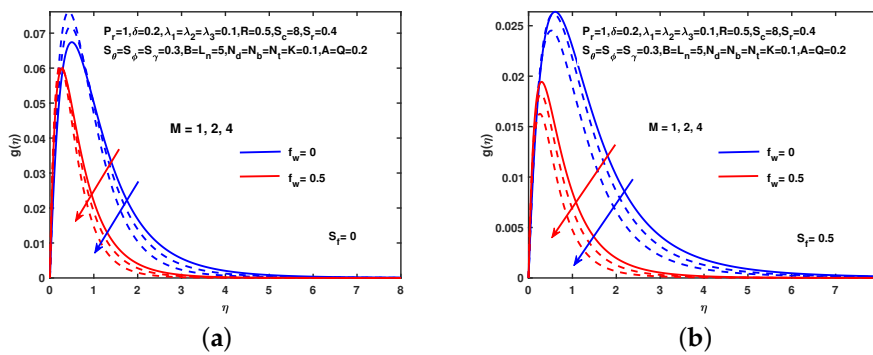 P_r=1,δ=0.2,λ_1=λ_2=λ_3=0.1,R=0.5,S_c=8,S_r=0.4
S_θ=S_ϕ=S_γ=0.3,B=L_n=5,N_d=N_b=N_t=K=0.1,A=Q=0.2
M = 1, 2, 4
f_w= 0
f_w= 0.5
S_f= 0
g(η)
0.07
0.06
0.05
0.04
0.03
0.02
0.01
0
0 1 2 3 4 5 6 7 8
η
(a)
P_r=1,δ=0.2,λ_1=λ_2=λ_3=0.1,R=0.5,S_c=8,S_r=0.4
S_θ=S_ϕ=S_γ=0.3,B=L_n=5,N_d=N_b=N_t=K=0.1,A=Q=0.2
M = 1, 2, 4
f_w= 0
f_w= 0.5
S_f= 0.5
g(η)
0.025
0.02
0.015
0.01
0.005
0
0 1 2 3 4 5 6 7
η
(b)